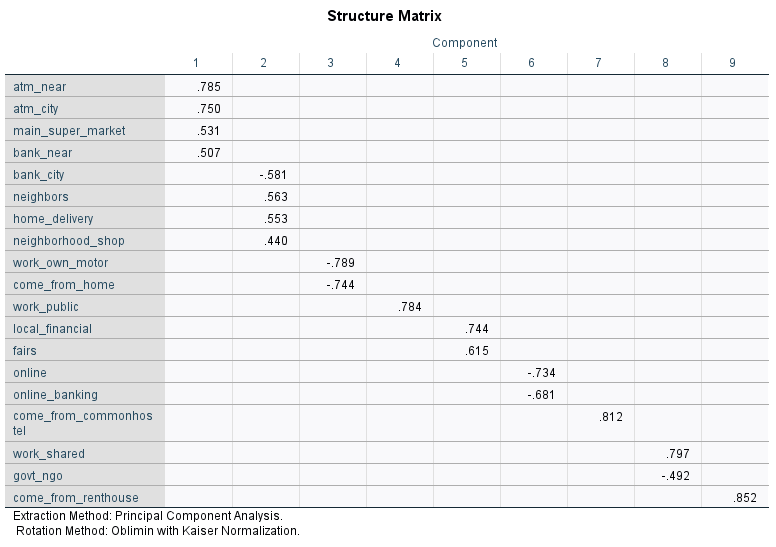 Structure Matrix
Component
1 2 3 4 5 6 7 8 9
atm_near .785
atm_city .750
main_super_market .531
bank_near .507
bank_city -.581
neighbors .563
home_delivery .553
neighborhood_shop .440
work_own_motor -.789
come_from_home -.744
work_public .784
local_financial .744
fairs .615
online -.734
online_banking -.681
come_from_commonhos .812
tel
work_shared .797
govt_ngo -.492
come_from_renthouse .852
Extraction Method: Principal Component Analysis.
Rotation Method: Oblimin with Kaiser Normalization.